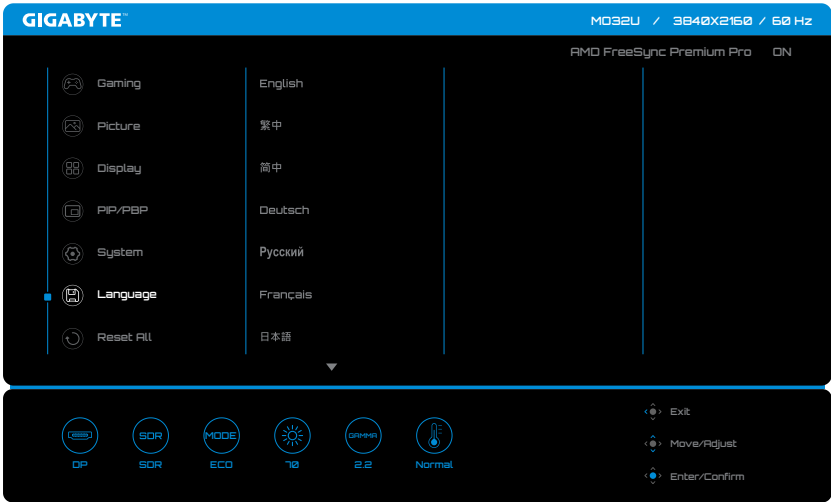 GIGABYTE™
MO32U / 3840X2160 / 60 Hz
AMD FreeSync Premium Pro ON
Gaming English
Picture 繁中
Display 简中
PIP/PBP Deutsch
System Русский
Language Français
Reset All 日本語
Exit
SDR MODE GAMMA
Move/Adjust
DP SDR ECO 70 2.2 Normal
Enter/Confirm